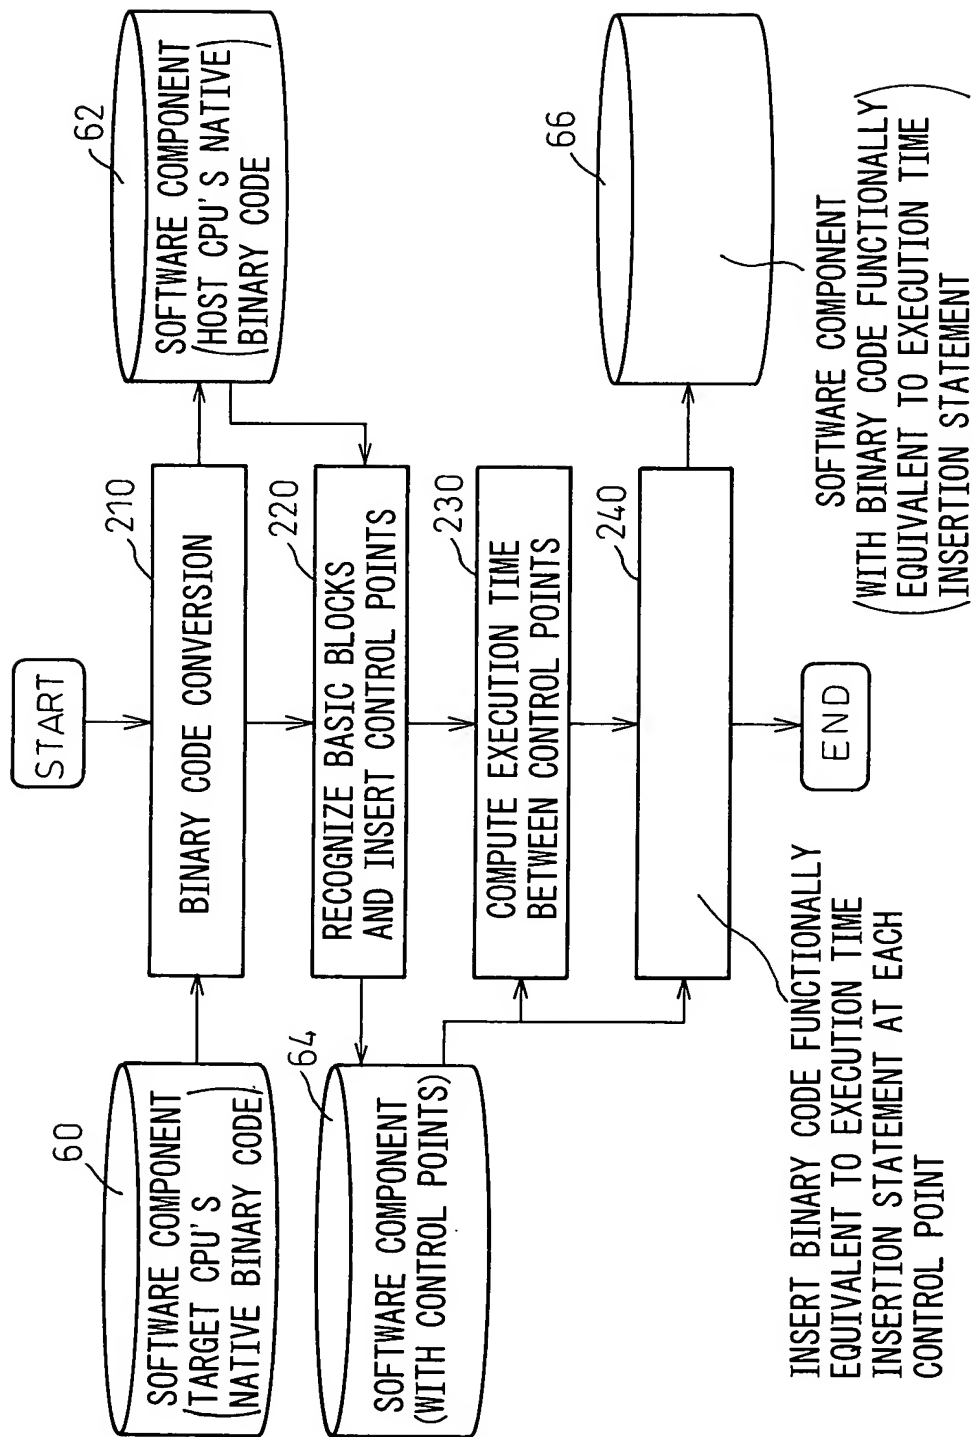 START
210
BINARY CODE CONVERSION
60
SOFTWARE COMPONENT
(TARGET CPU'S
NATIVE BINARY CODE)
62
SOFTWARE COMPONENT
(HOST CPU'S NATIVE
BINARY CODE)
220
RECOGNIZE BASIC BLOCKS
AND INSERT CONTROL POINTS
64
SOFTWARE COMPONENT
(WITH CONTROL POINTS)
230
COMPUTE EXECUTION TIME
BETWEEN CONTROL POINTS
240
66
INSERT BINARY CODE FUNCTIONALLY
EQUIVALENT TO EXECUTION TIME
INSERTION STATEMENT AT EACH
CONTROL POINT
END
SOFTWARE COMPONENT
(WITH BINARY CODE FUNCTIONALLY
EQUIVALENT TO EXECUTION TIME
INSERTION STATEMENT)